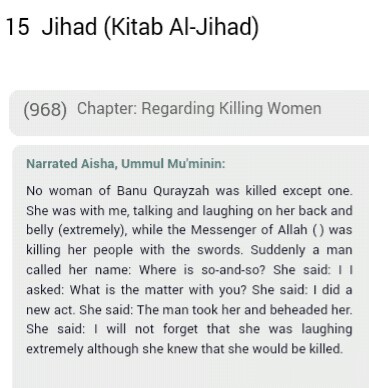 15 Jihad (Kitab Al-Jihad)
(968) Chapter: Regarding Killing Women
Narrated Aisha, Ummul Mu'minin:
No woman of Banu Qurayzah was killed except one.
She was with me, talking and laughing on her back and
belly (extremely), while the Messenger of Allah () was
killing her people with the swords. Suddenly a man
called her name: Where is so-and-so? She said: I I
asked: What is the matter with you? She said: I did a
new act. She said: The man took her and beheaded her.
She said: I will not forget that she was laughing
extremely although she knew that she would be killed.